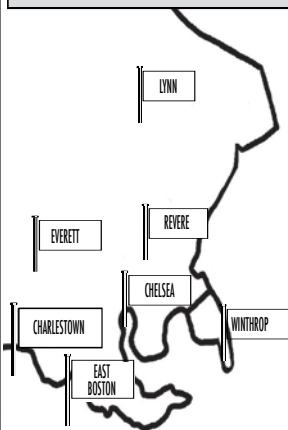 LYNN
REVERE
EVERETT
CHELSEA
WINTHROP
CHARLESTOWN
EAST
BOSTON